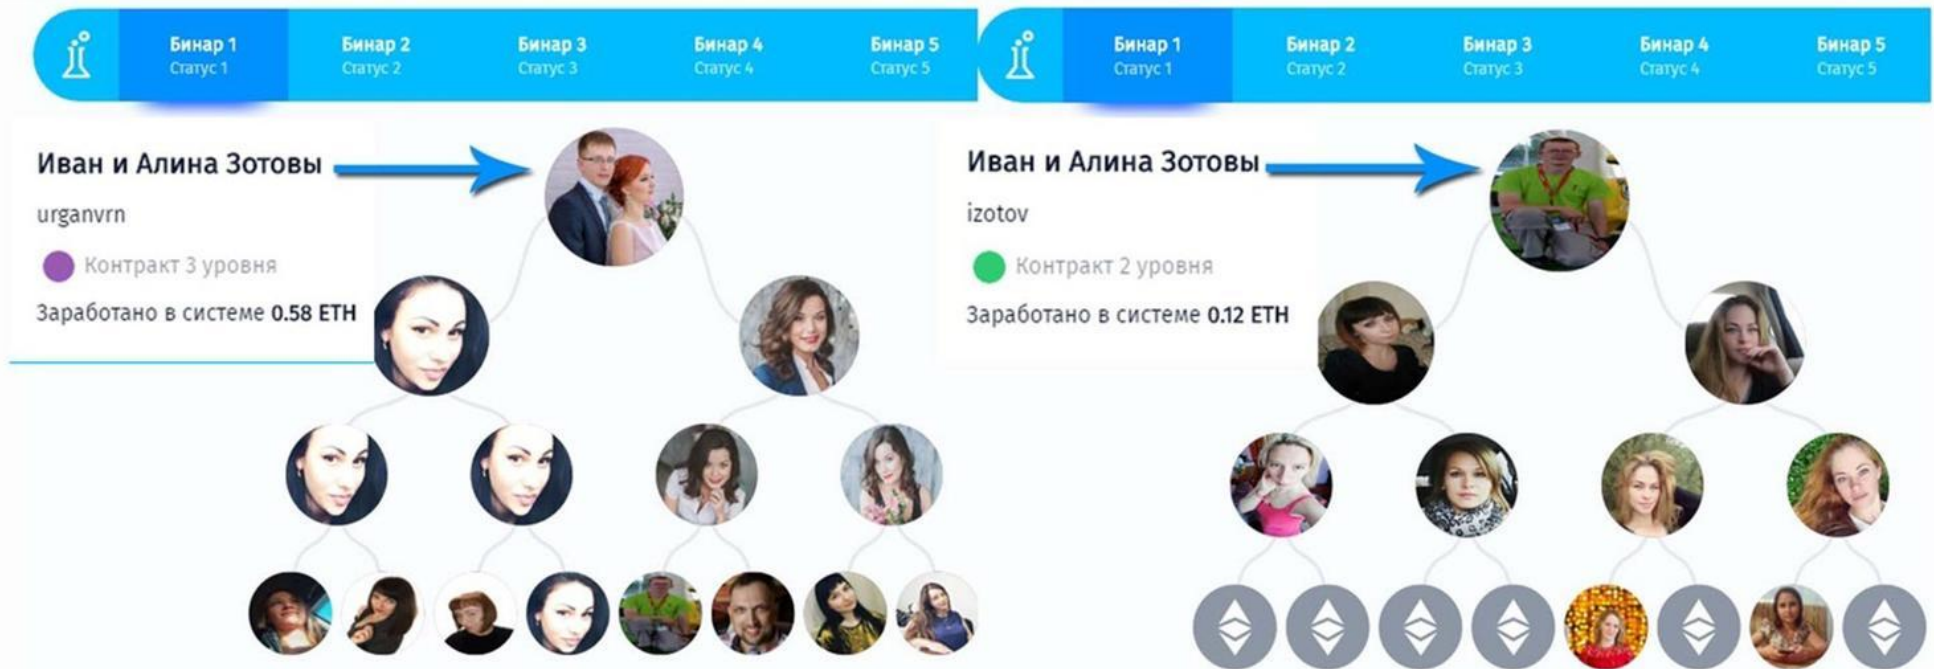 Бинар 1
Статус 1
Бинар 2
Статус 2
Бинар 3
Статус 3
Бинар 4
Статус 4
Бинар 5
Статус 5
Иван и Алина Зотовы
urganvrn
Контракт 3 уровня
Заработано в системе 0.58 ETH
Бинар 1
Статус 1
Бинар 2
Статус 2
Бинар 3
Статус 3
Бинар 4
Статус 4
Бинар 5
Статус 5
Иван и Алина Зотовы
izotov
Контракт 2 уровня
Заработано в системе 0.12 ETH